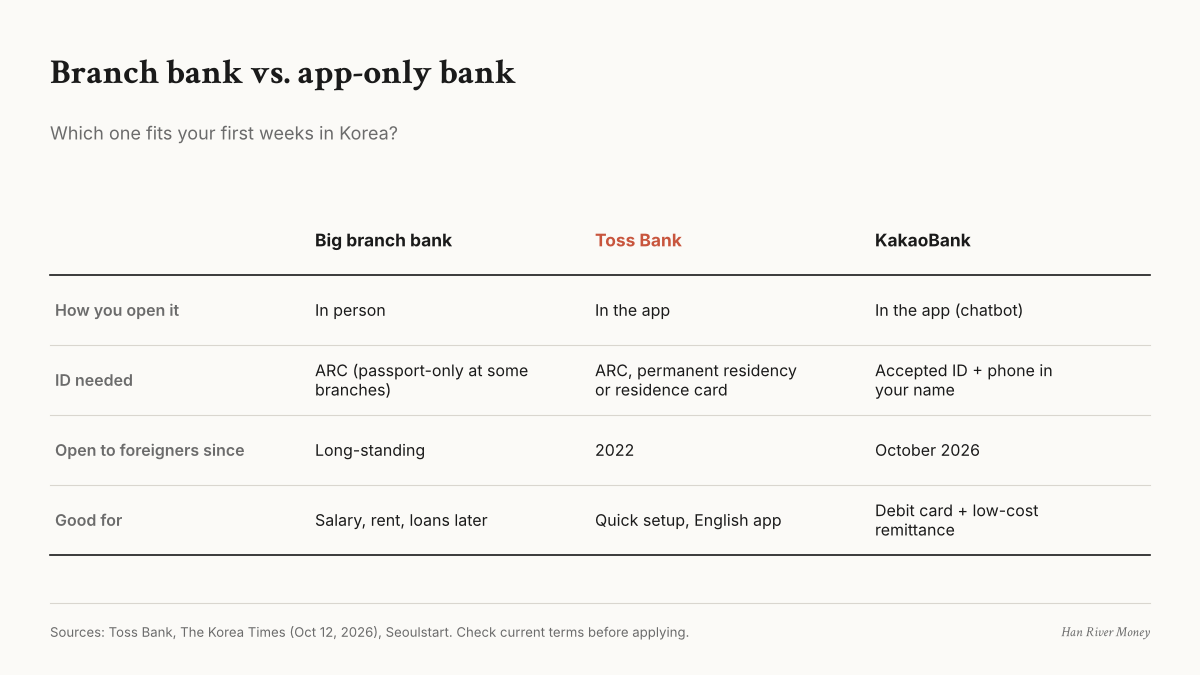 Branch bank vs. app-only bank
Which one fits your first weeks in Korea?
Big branch bank
Toss Bank
KakaoBank
How you open it
In person
In the app
In the app (chatbot)
ID needed
ARC (passport-only at some
branches)
ARC, permanent residency
or residence card
Accepted ID + phone in
your name
Open to foreigners since
Long-standing
2022
October 2026
Good for
Salary, rent, loans later
Quick setup, English app
Debit card + low-cost
remittance
Sources: Toss Bank, The Korea Times (Oct 12, 2026), Seoulstart. Check current terms before applying.
Han River Money